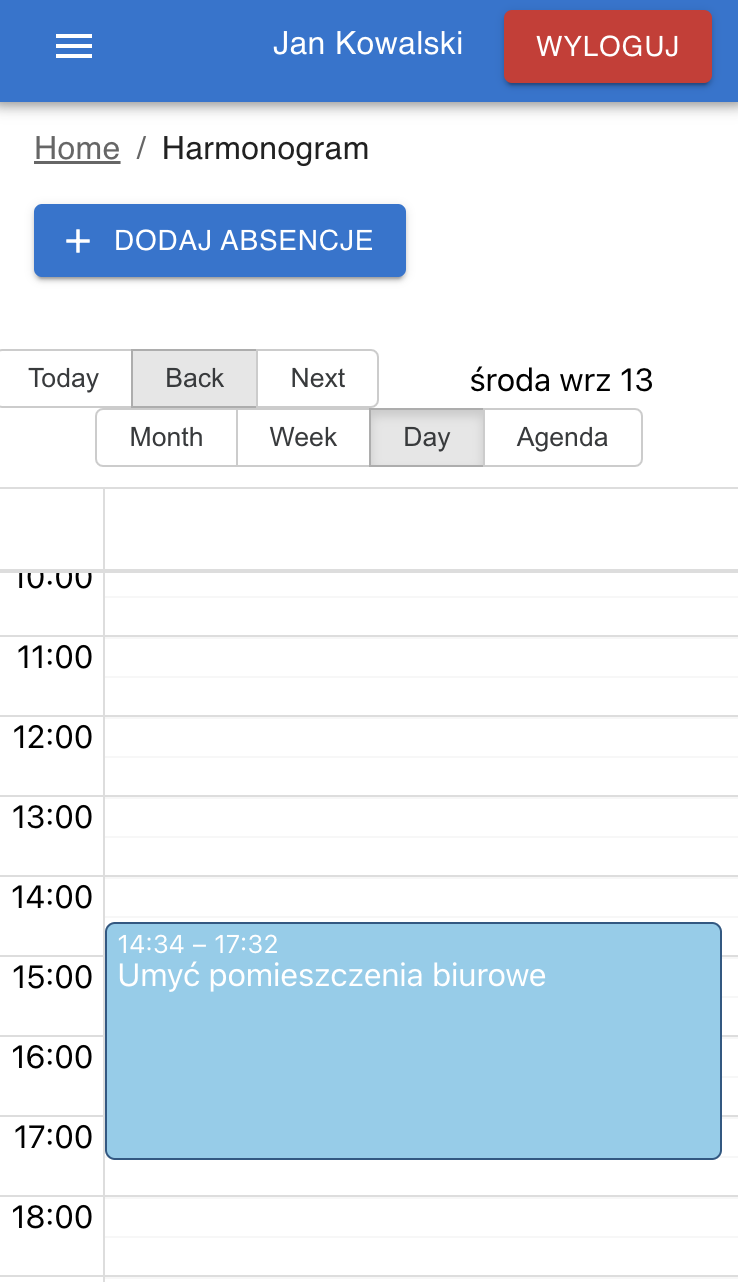 Jan Kowalski WYLOGUJ
Home / Harmonogram
+ DODAJ ABSENCJE
Today Back Next środa wrz 13
Month Week Day Agenda
10:00
11:00
12:00
13:00
14:00
14:34 – 17:32
Umyć pomieszczenia biurowe
15:00
16:00
17:00
18:00